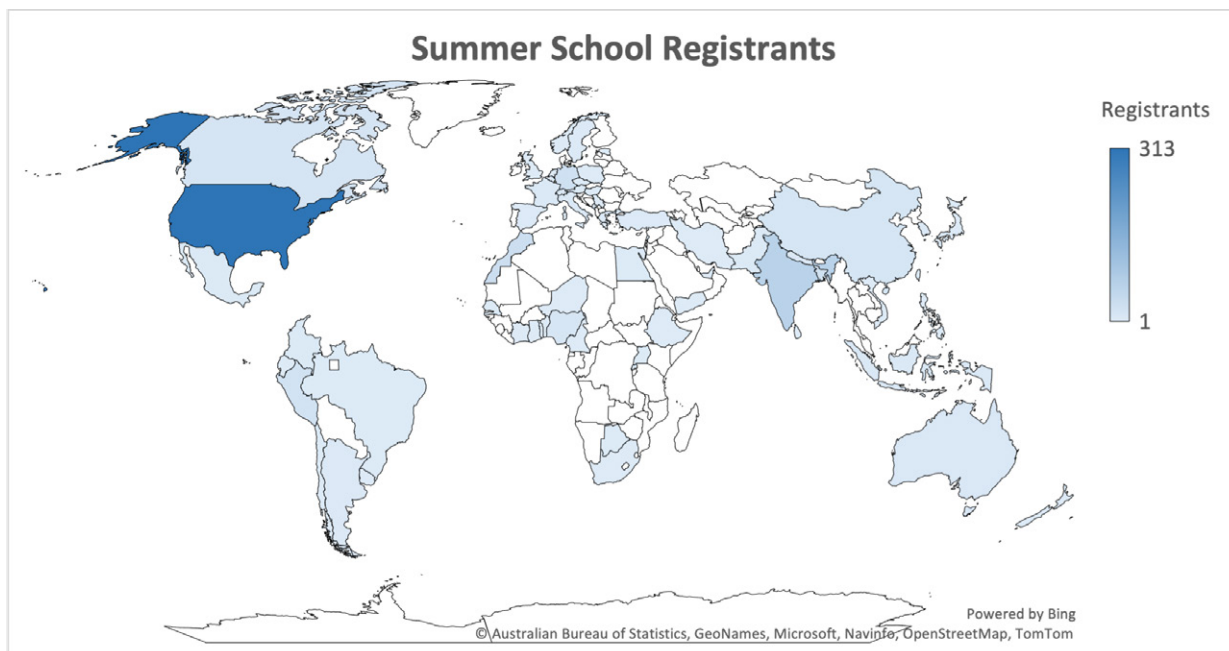 Summer School Registrants
Registrants
313
1
Powered by Bing
© Australian Bureau of Statistics, GeoNames, Microsoft, Navinfo, OpenStreetMap, TomTom